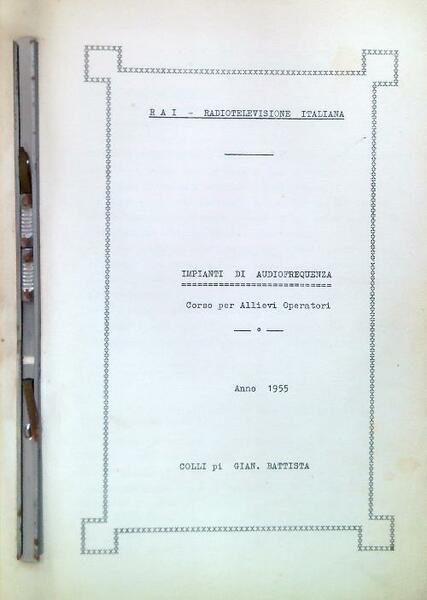 R A I - RADIOTELEVISIONE ITALIANA
IMPIANTI DI AUDIOFREQUENZA
Corso per Allievi Operatori
Anno 1955
COLLI pi GIAN. BATTISTA